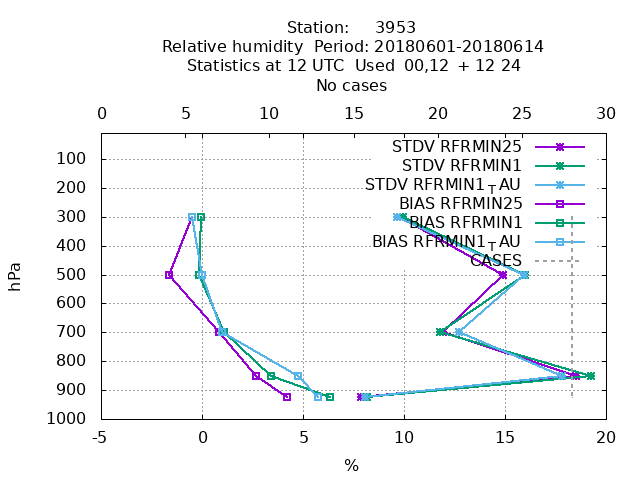 Station: 3953
Relative humidity Period: 20180601-20180614
Statistics at 12 UTC Used 00,12 + 12 24
No cases
0 5 10 15 20 25 30
STDV RFRMIN25
STDV RFRMIN1
STDV RFRMIN1_TAU
BIAS RFRMIN25
BIAS RFRMIN1
BIAS RFRMIN1_TAU
CASES
100
200
300
400
500
600
700
800
900
1000
hPa
-5 0 5 10 15 20
%